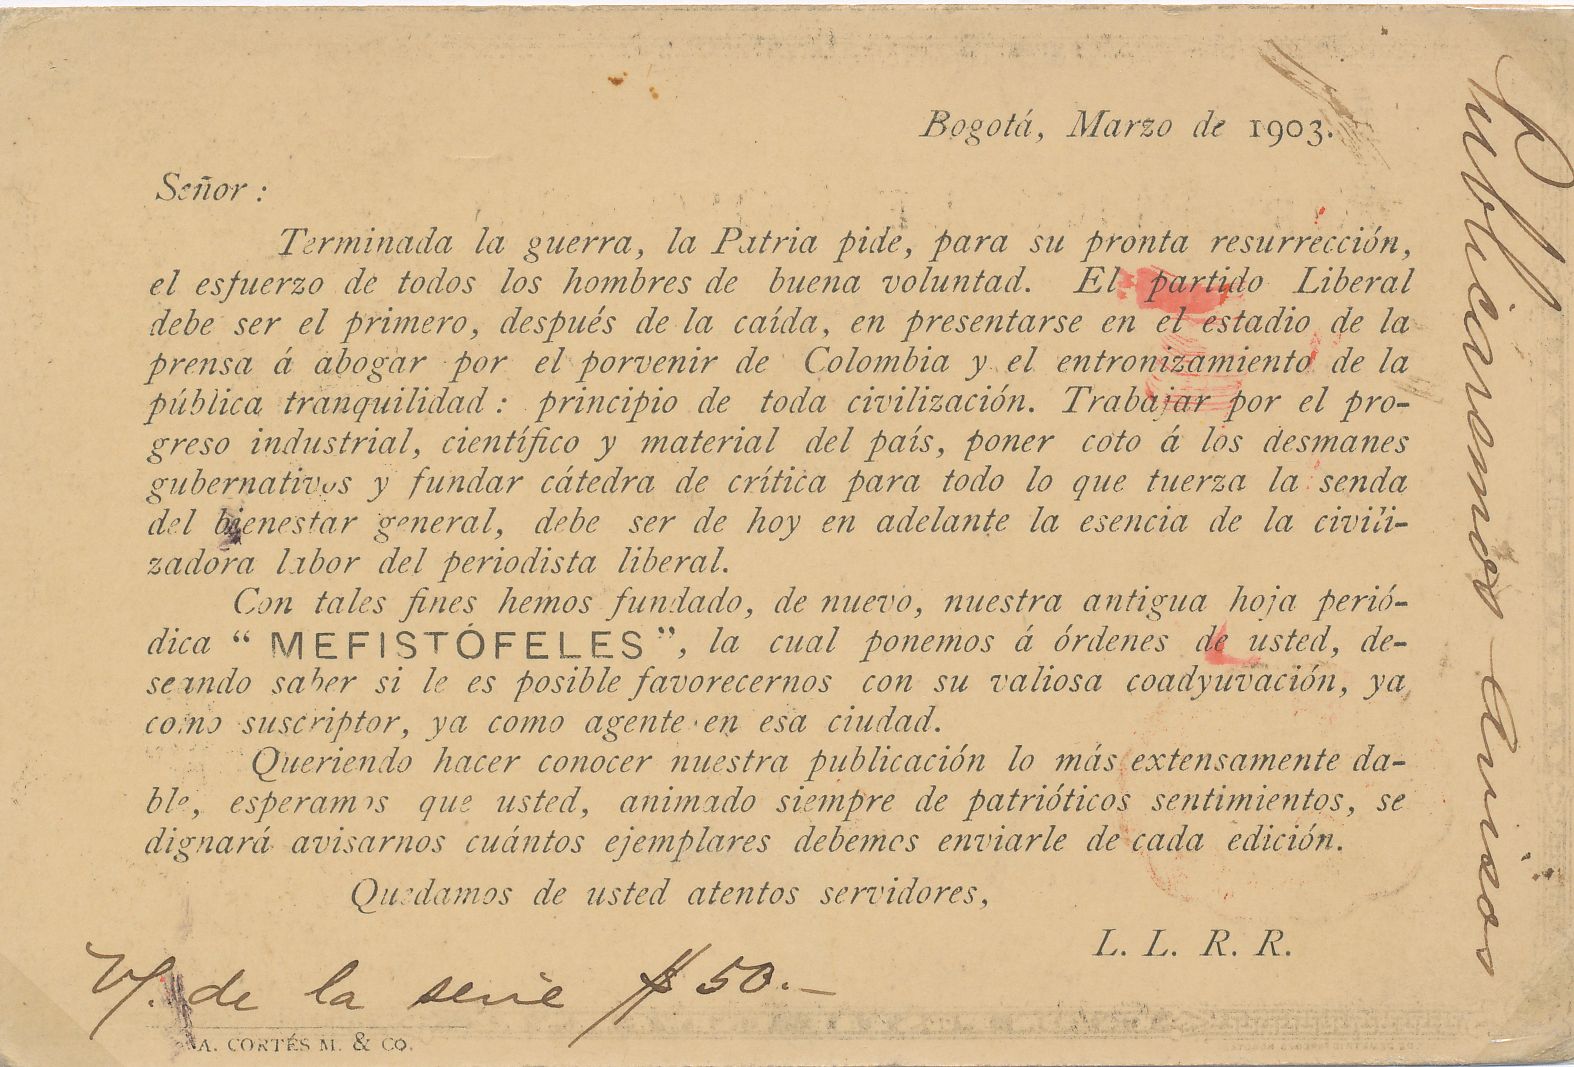 Bogotá, Marzo de 1903.
Señor :
Terminada la guerra, la Patria pide, para su pronta resurrección,
el esfuerzo de todos los hombres de buena voluntad. El partido Liberal
debe ser el primero, después de la caída, en presentarse en el estadio de la
prensa á abogar por el porvenir de Colombia y el entronizamiento de la
pública tranquilidad : principio de toda civilización. Trabajar por el pro-
greso industrial, científico y material del país, poner coto á los desmanes
gubernativos y fundar cátedra de crítica para todo lo que tuerza la senda
del bienestar general, debe ser de hoy en adelante la esencia de la civili-
zadora labor del periodista liberal.
Con tales fines hemos fundado, de nuevo, nuestra antigua hoja perió-
dica “ MEFISTÓFELES ”, la cual ponemos á órdenes de usted, de-
seando saber si le es posible favorecernos con su valiosa coadyuvación, ya
como suscriptor, ya como agente en esa ciudad.
Queriendo hacer conocer nuestra publicación lo más extensamente da-
ble, esperamos que usted, animado siempre de patrióticos sentimientos, se
dignará avisarnos cuántos ejemplares debemos enviarle de cada edición.
Quedamos de usted atentos servidores,
L. L. R. R.
V/. de la serie $ 50.—
A. CORTÉS M. & CO.
Publicaremos avisos